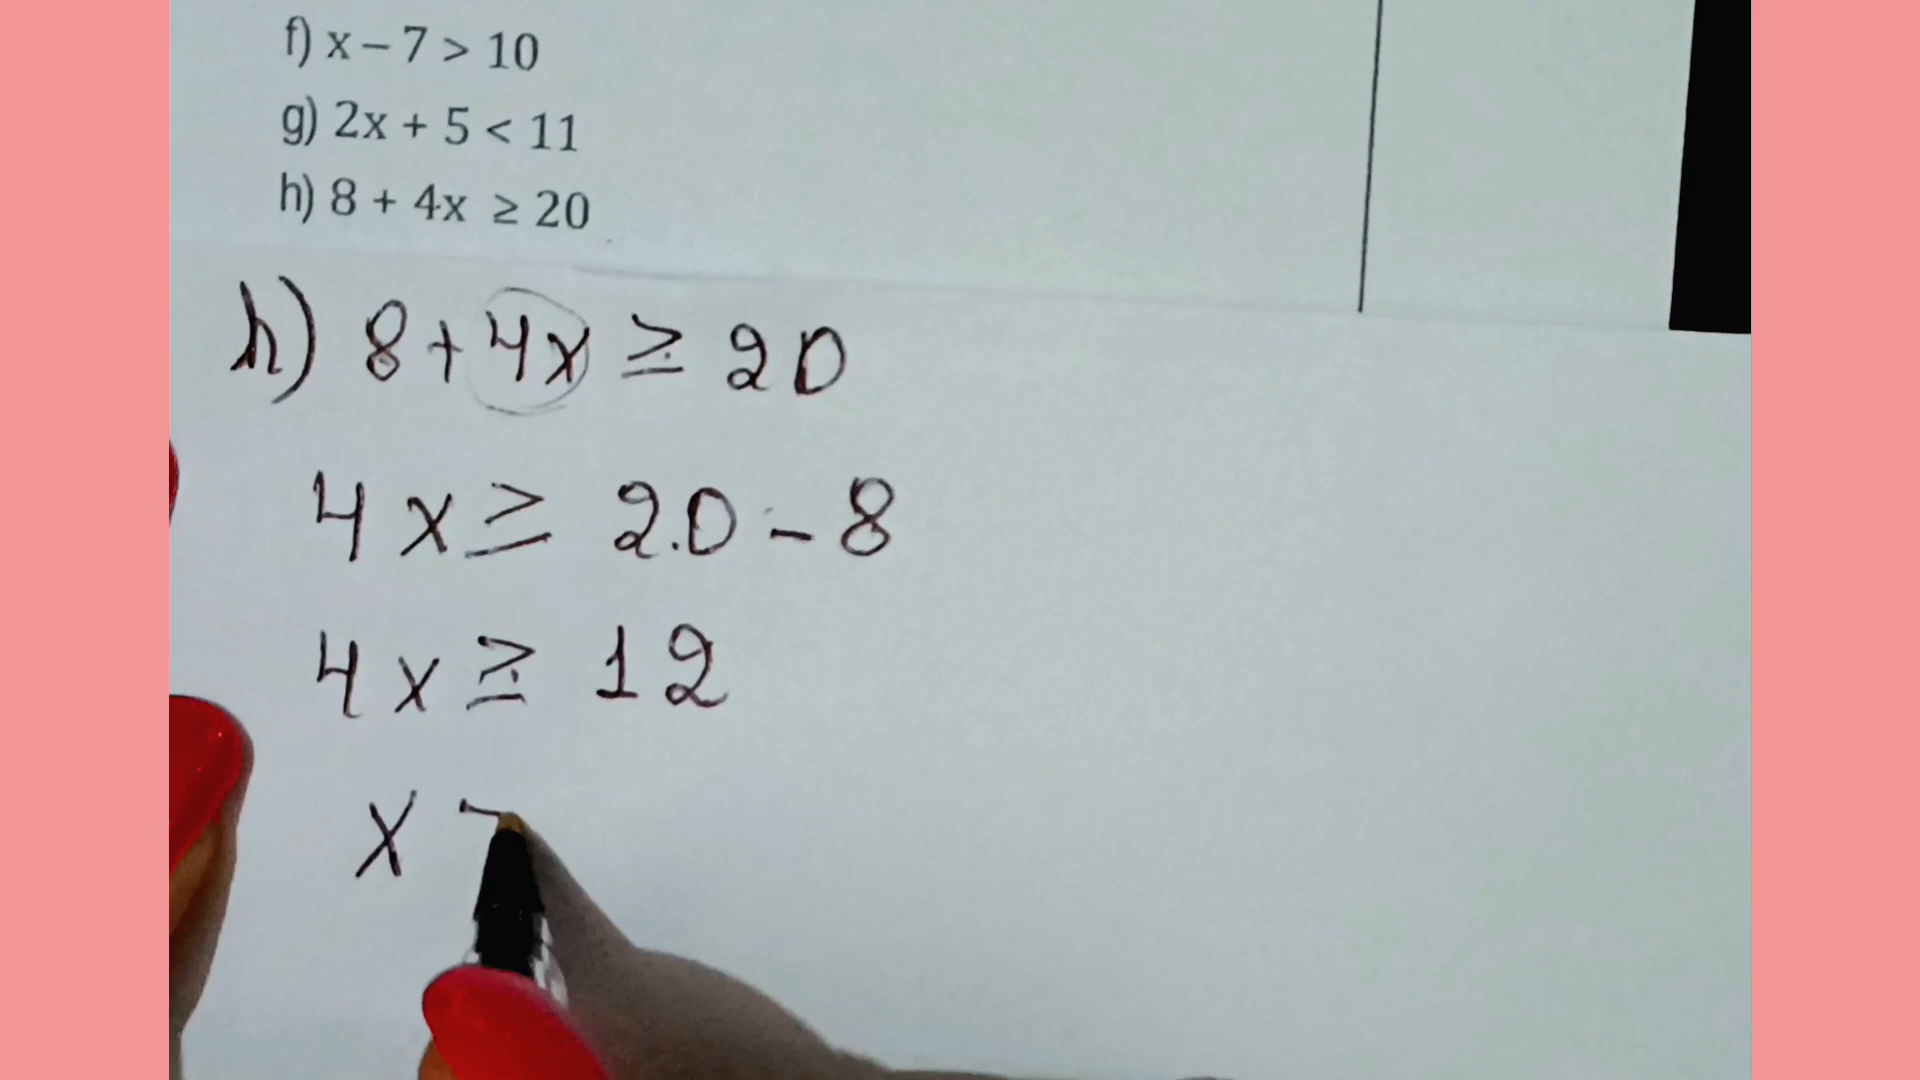 f) x – 7 > 10
g) 2x + 5 < 11
h) 8 + 4x ≥ 20
h) 8 + 4x ≥ 20
4x ≥ 20 - 8
4x ≥ 12
x